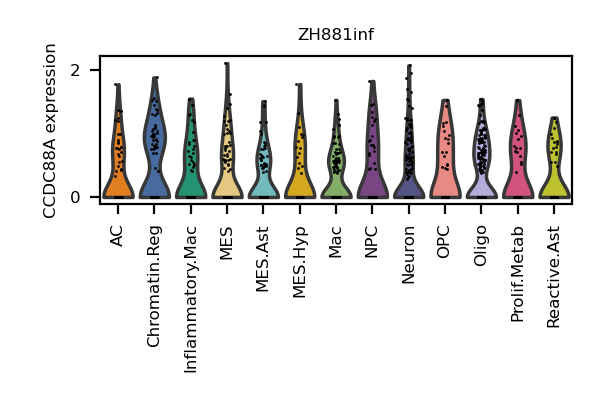 ZH881inf
CCDC88A expression
2
0
AC
Chromatin.Reg
Inflammatory.Mac
MES
MES.Ast
MES.Hyp
Mac
NPC
Neuron
OPC
Oligo
Prolif.Metab
Reactive.Ast